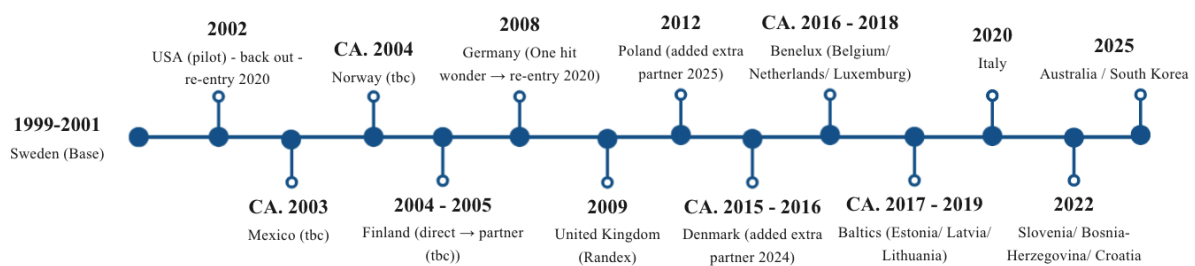 1999-2001
Sweden (Base)
2002
USA (pilot) - back out -
re-entry 2020
CA. 2003
Mexico (tbc)
CA. 2004
Norway (tbc)
2004 - 2005
Finland (direct → partner
(tbc))
2008
Germany (One hit
wonder → re-entry 2020)
2009
United Kingdom
(Randex)
2012
Poland (added extra
partner 2025)
CA. 2015 - 2016
Denmark (added extra
partner 2024)
CA. 2016 - 2018
Benelux (Belgium/
Netherlands/ Luxemburg)
CA. 2017 - 2019
Baltics (Estonia/ Latvia/
Lithuania)
2020
Italy
2022
Slovenia/ Bosnia-
Herzegovina/ Croatia
2025
Australia / South Korea